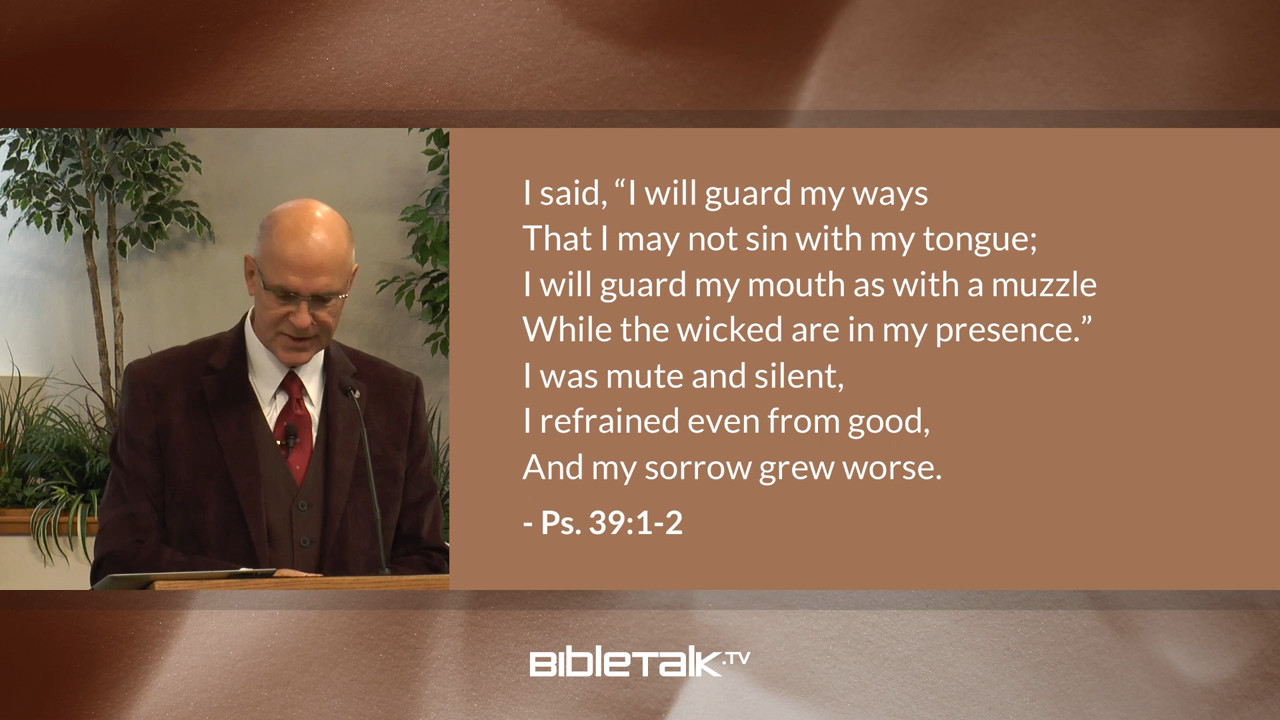 I said, “I will guard my ways
That I may not sin with my tongue;
I will guard my mouth as with a muzzle
While the wicked are in my presence.”
I was mute and silent,
I refrained even from good,
And my sorrow grew worse.
- Ps. 39:1-2
BibleTalk.TV